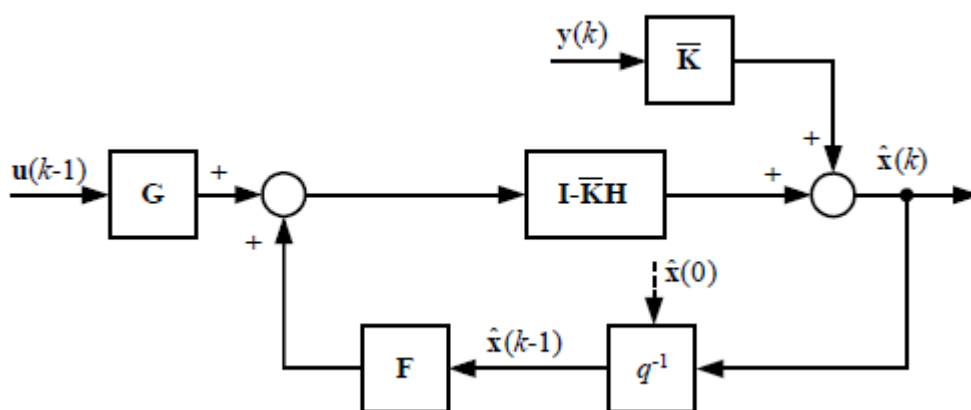 y(k)
K̅
+
u(k-1)
G
+
+
I-K̅H
+
x̂(k)
x̂(0)
F
x̂(k-1)
q⁻¹